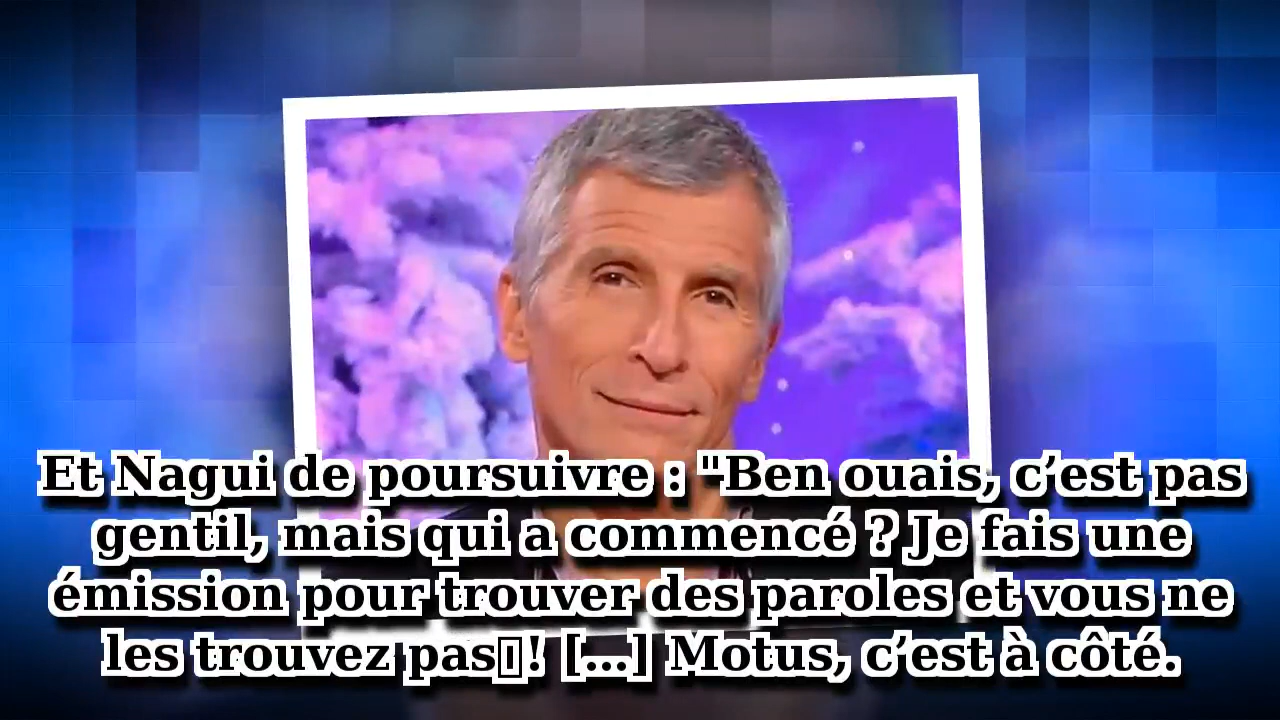 Et Nagui de poursuivre : "Ben ouais, c’est pas
gentil, mais qui a commencé ? Je fais une
émission pour trouver des paroles et vous ne
les trouvez pas▯! [...] Motus, c’est à côté.